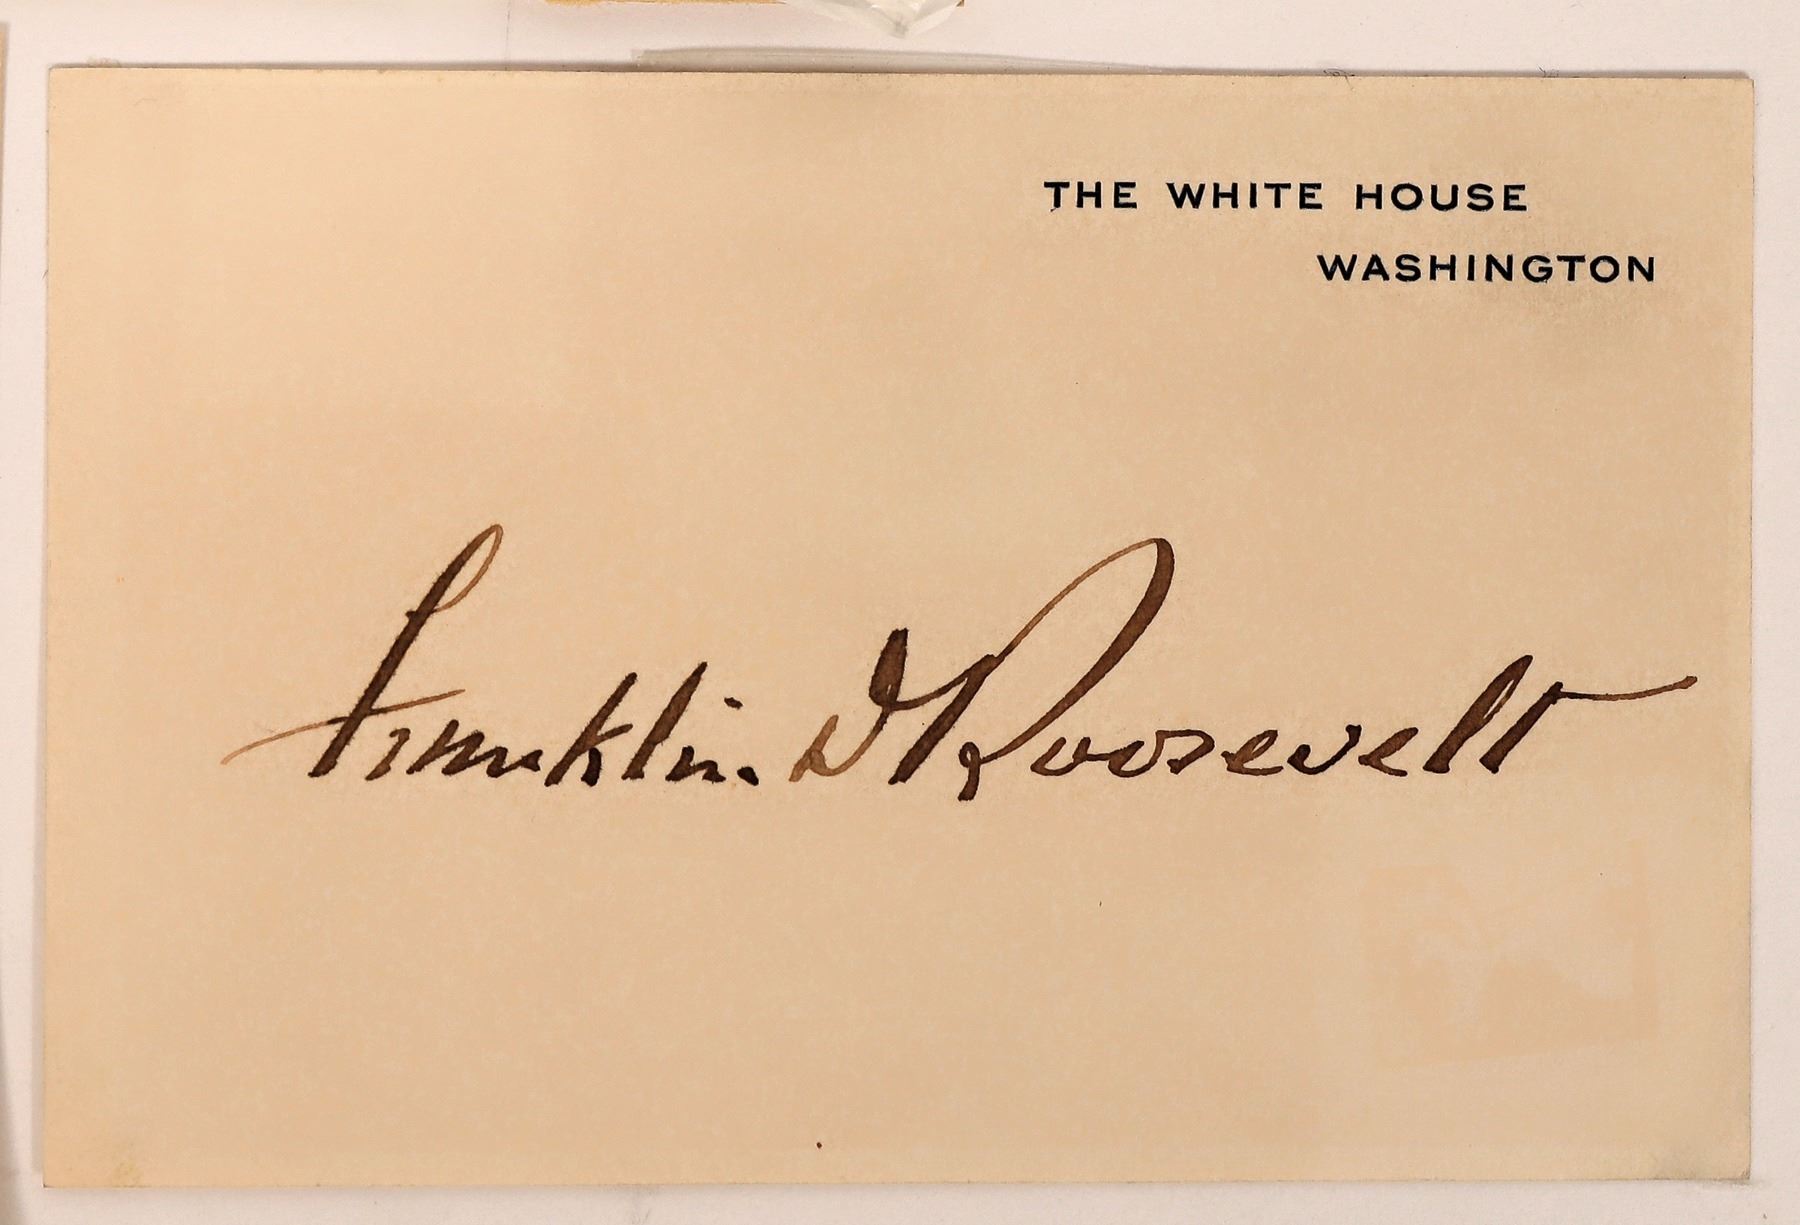 THE WHITE HOUSE
WASHINGTON
Franklin D Roosevelt